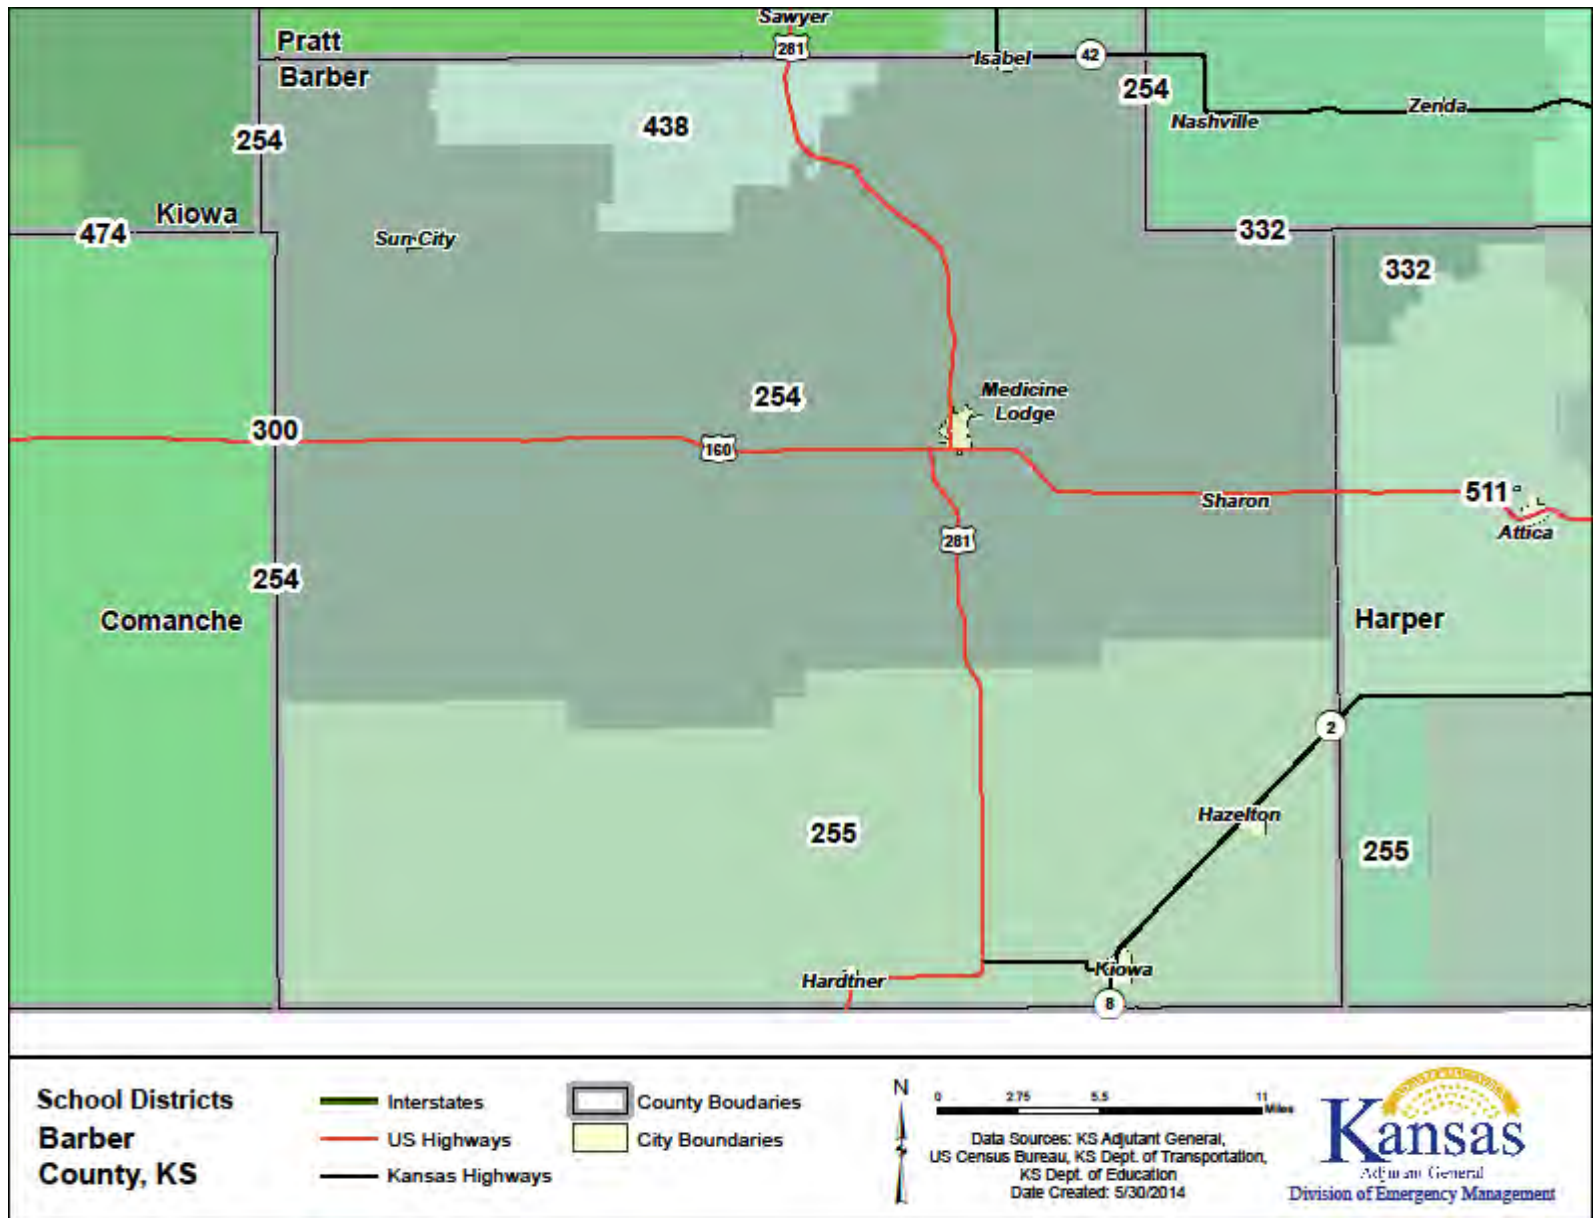 Sawyer
Pratt
281
Isabel
42
Barber
254
Zenda
Nashville
438
254
Kiowa
474
332
Sun City
332
Medicine
Lodge
254
300
160
511
Sharon
Attica
281
254
Comanche
Harper
2
Hazelton
255
255
Kiowa
Hardtner
8
School Districts
Barber
County, KS
Interstates
US Highways
Kansas Highways
County Boudaries
City Boundaries
N
0 2.75 5.5 11
Miles
Data Sources: KS Adjutant General,
US Census Bureau, KS Dept. of Transportation,
KS Dept. of Education
Date Created: 5/30/2014
Kansas
Adjutant General
Division of Emergency Management